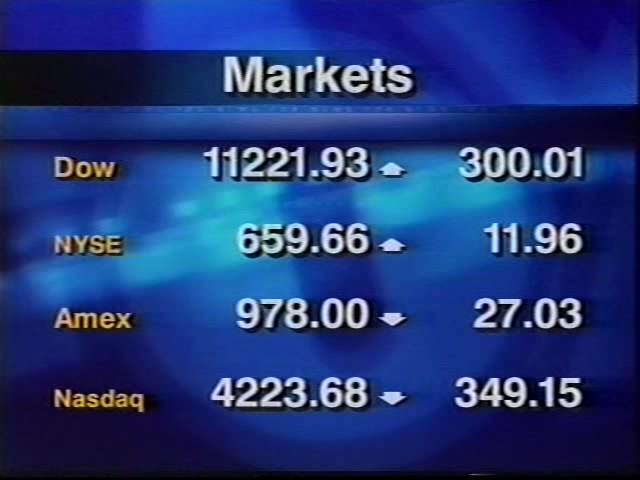 Markets
Dow 11221.93 300.01
NYSE 659.66 11.96
Amex 978.00 27.03
Nasdaq 4223.68 349.15